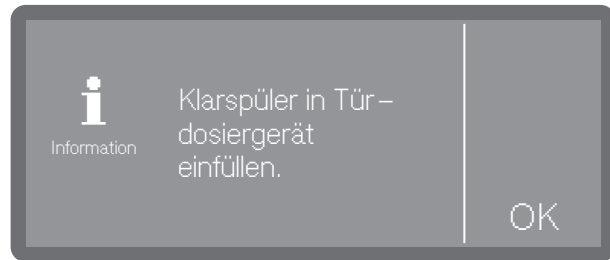 Information
Klarspüler in Tür–
dosiergerät
einfüllen.
OK